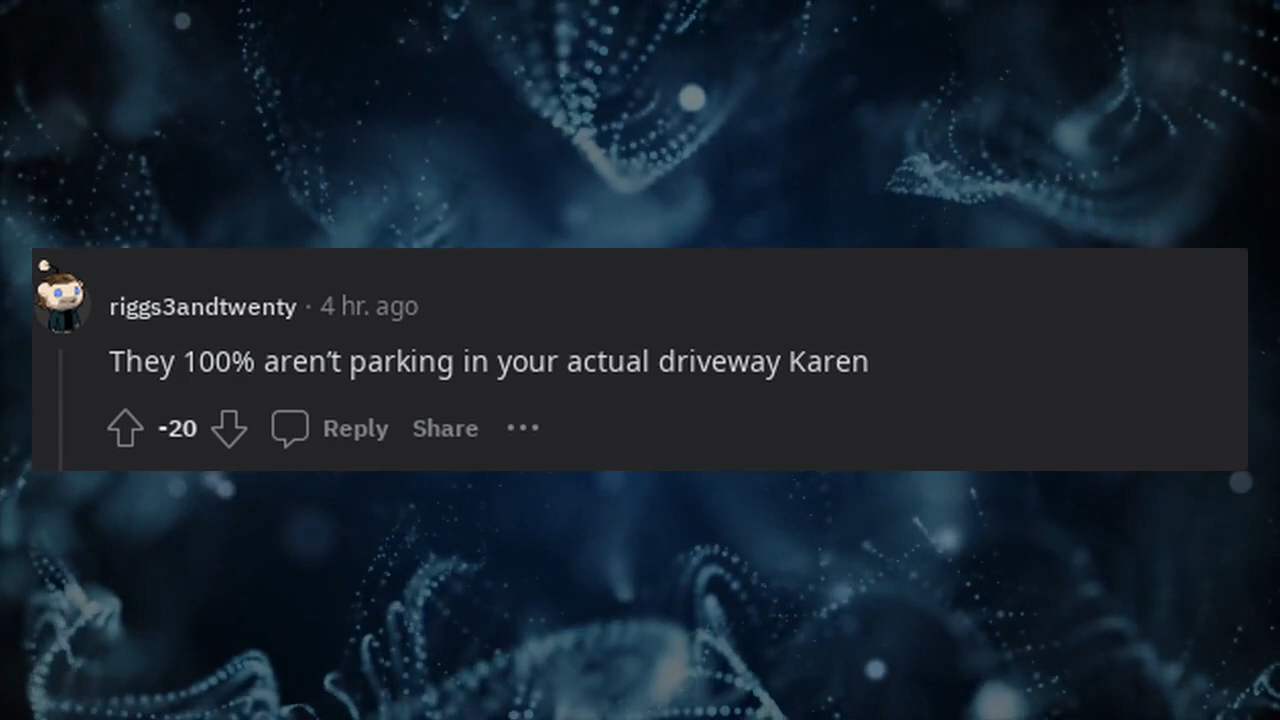 riggs3andtwenty · 4 hr. ago
They 100% aren’t parking in your actual driveway Karen
-20 Reply Share •••